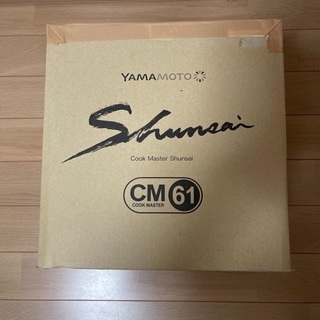 YAMAMOTO
Shunsai
Cook Master Shunsai
CM 61
COOK MASTER